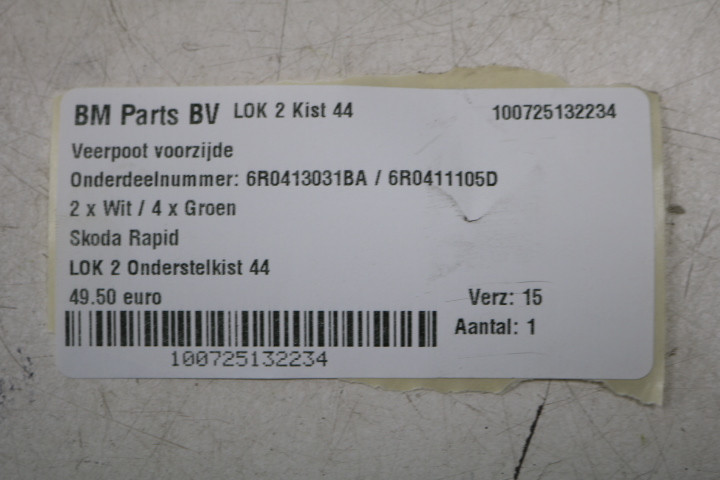 BM Parts BV LOK 2 Kist 44 100725132234
Veerpoot voorzijde
Onderdeelnummer: 6R0413031BA / 6R0411105D
2 x Wit / 4 x Groen
Skoda Rapid
LOK 2 Onderstelkist 44
49.50 euro Verz: 15
Aantal: 1
100725132234